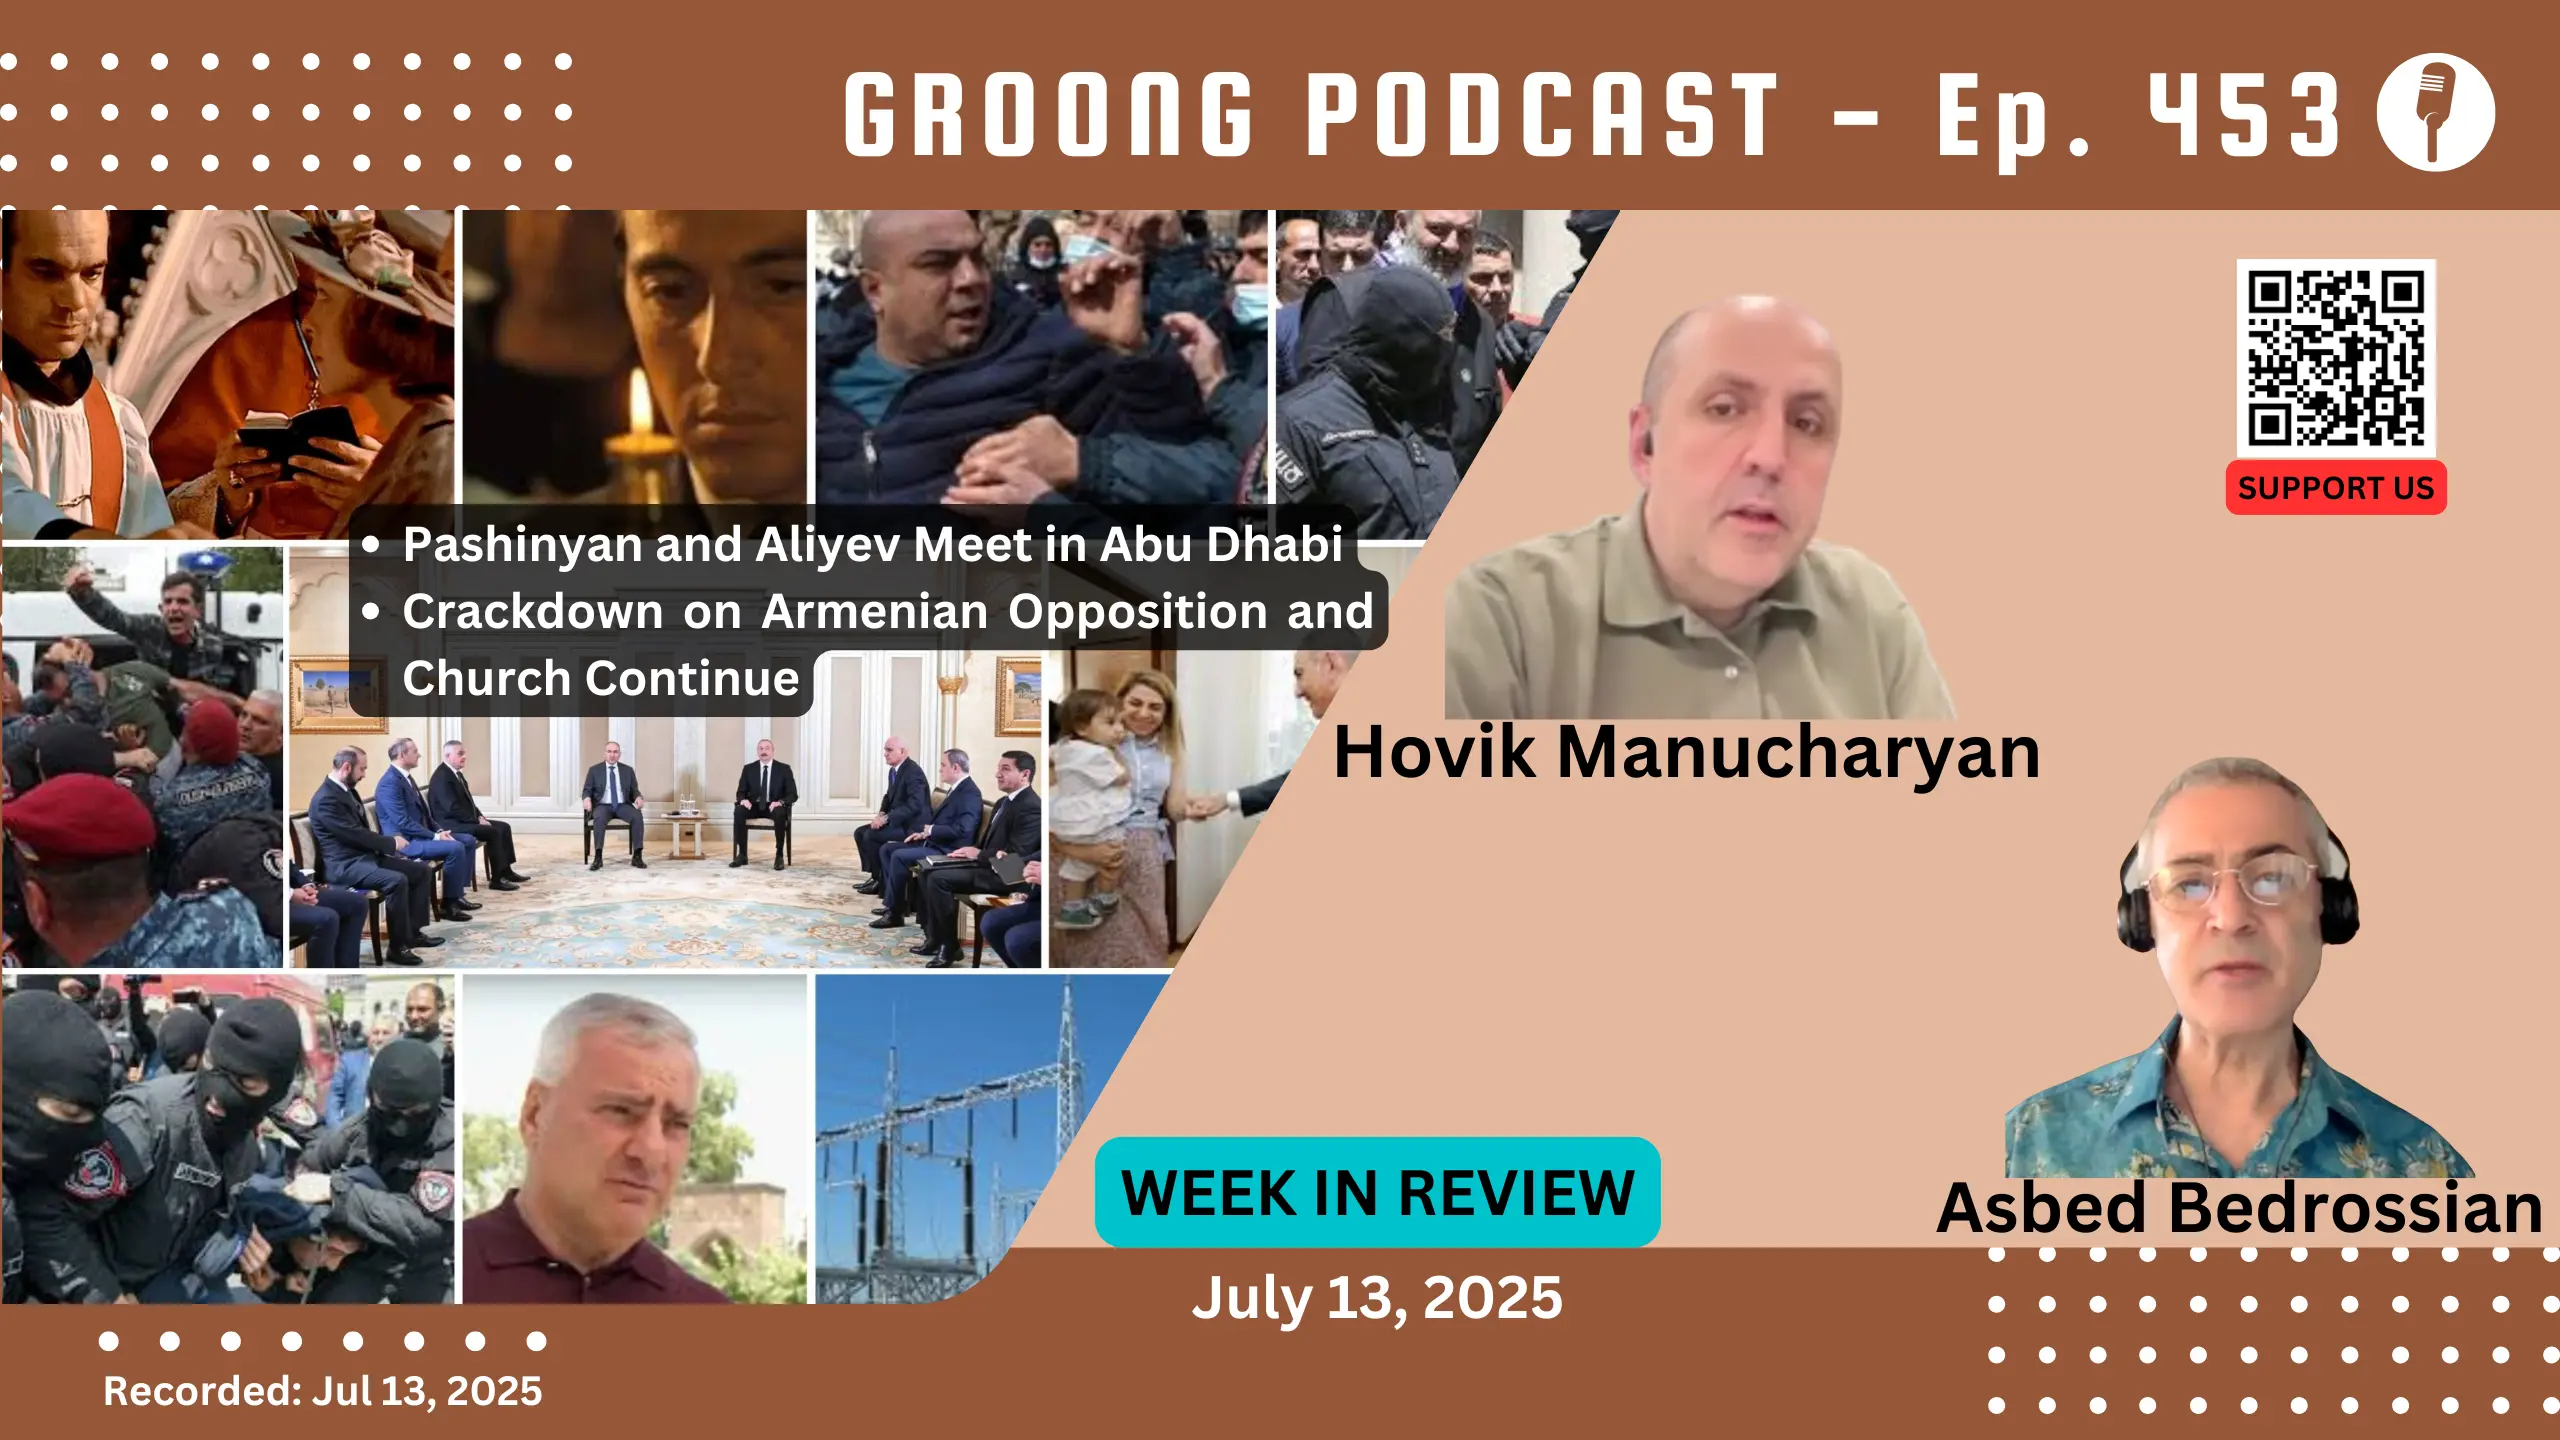 GROONG PODCAST – Ep. 453
• Pashinyan and Aliyev Meet in Abu Dhabi
• Crackdown on Armenian Opposition and
Church Continue
SUPPORT US
Hovik Manucharyan
Asbed Bedrossian
WEEK IN REVIEW
July 13, 2025
Recorded: Jul 13, 2025